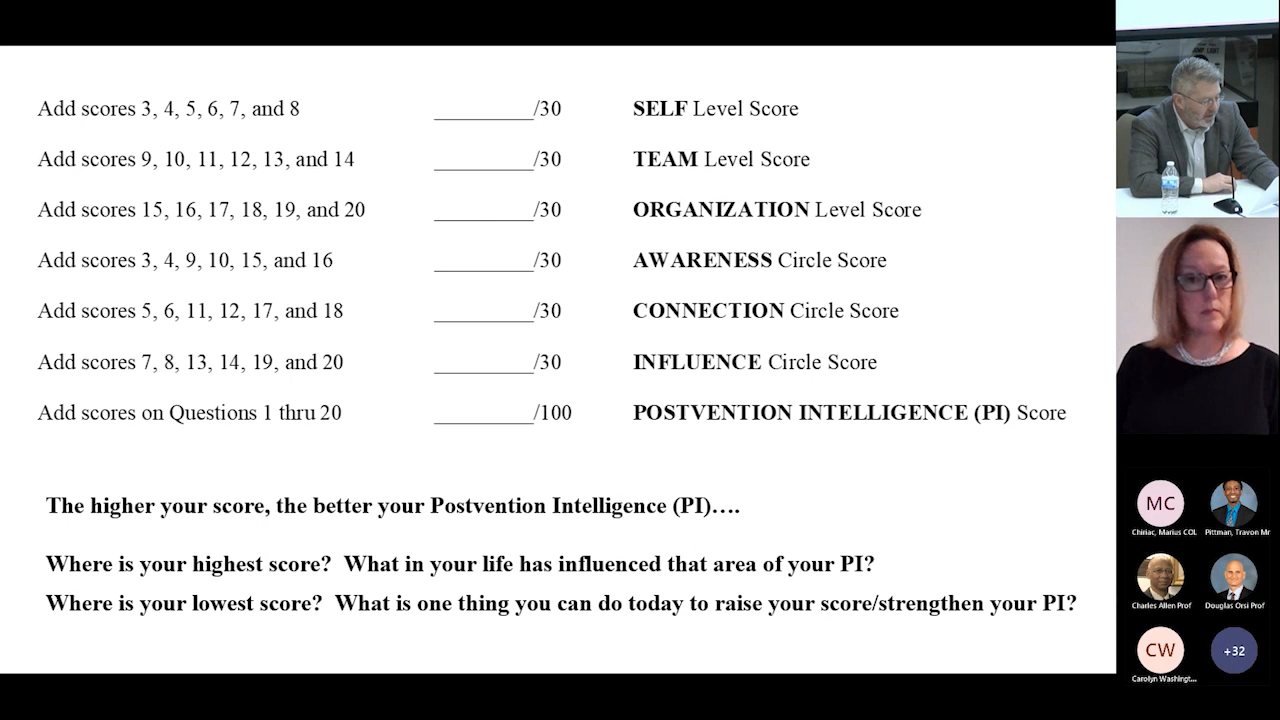 Add scores 3, 4, 5, 6, 7, and 8 __________/30 SELF Level Score
Add scores 9, 10, 11, 12, 13, and 14 __________/30 TEAM Level Score
Add scores 15, 16, 17, 18, 19, and 20 __________/30 ORGANIZATION Level Score
Add scores 3, 4, 9, 10, 15, and 16 __________/30 AWARENESS Circle Score
Add scores 5, 6, 11, 12, 17, and 18 __________/30 CONNECTION Circle Score
Add scores 7, 8, 13, 14, 19, and 20 __________/30 INFLUENCE Circle Score
Add scores on Questions 1 thru 20 __________/100 POSTVENTION INTELLIGENCE (PI) Score
The higher your score, the better your Postvention Intelligence (PI)….
Where is your highest score? What in your life has influenced that area of your PI?
Where is your lowest score? What is one thing you can do today to raise your score/strengthen your PI?
MC
Chiriac, Marius COL
Pittman, Travon Mr
Charles Allen Prof
Douglas Orsi Prof
CW
+32
Carolyn Washingt...